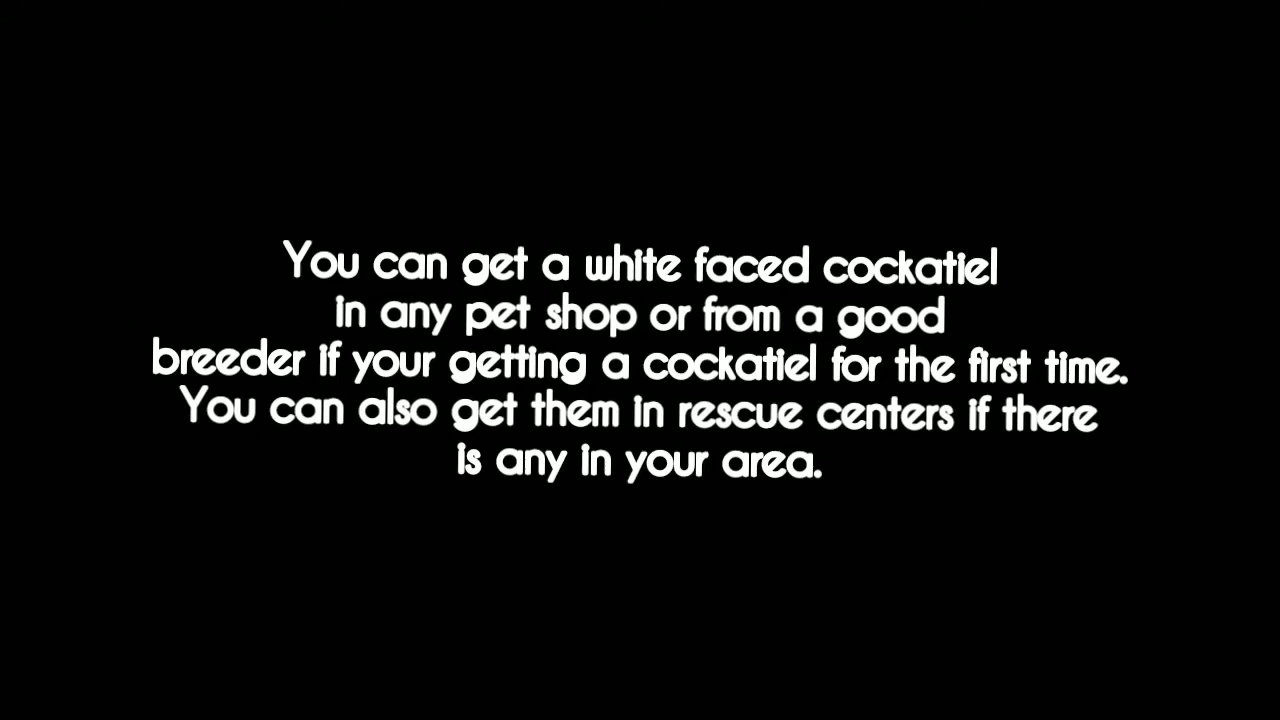 You can get a white faced cockatiel
in any pet shop or from a good
breeder if your getting a cockatiel for the first time.
You can also get them in rescue centers if there
is any in your area.